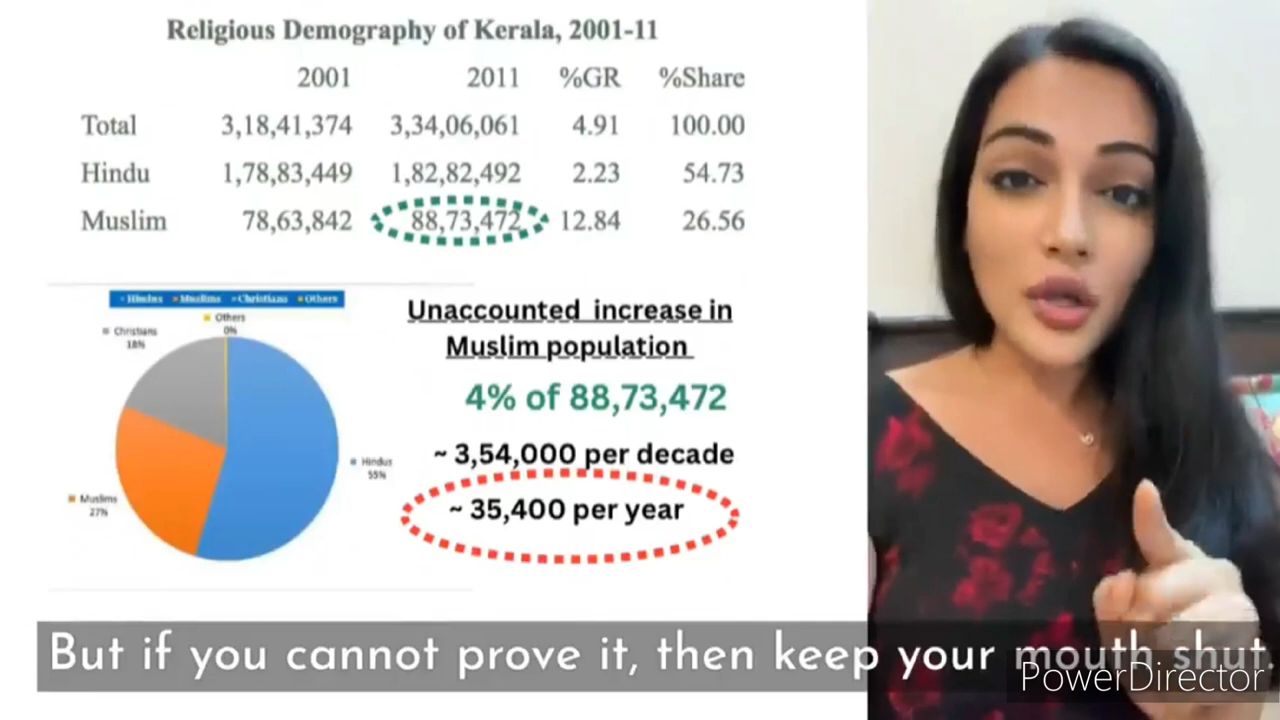 Religious Demography of Kerala, 2001-11
2001 2011 %GR %Share
Total 3,18,41,374 3,34,06,061 4.91 100.00
Hindu 1,78,83,449 1,82,82,492 2.23 54.73
Muslim 78,63,842 88,73,472 12.84 26.56
Hindus Muslims Christians Others
Others
0%
Christians
18%
Hindus
55%
Muslims
27%
Unaccounted increase in
Muslim population
4% of 88,73,472
~ 3,54,000 per decade
~ 35,400 per year
But if you cannot prove it, then keep your mouth shut.
PowerDirector